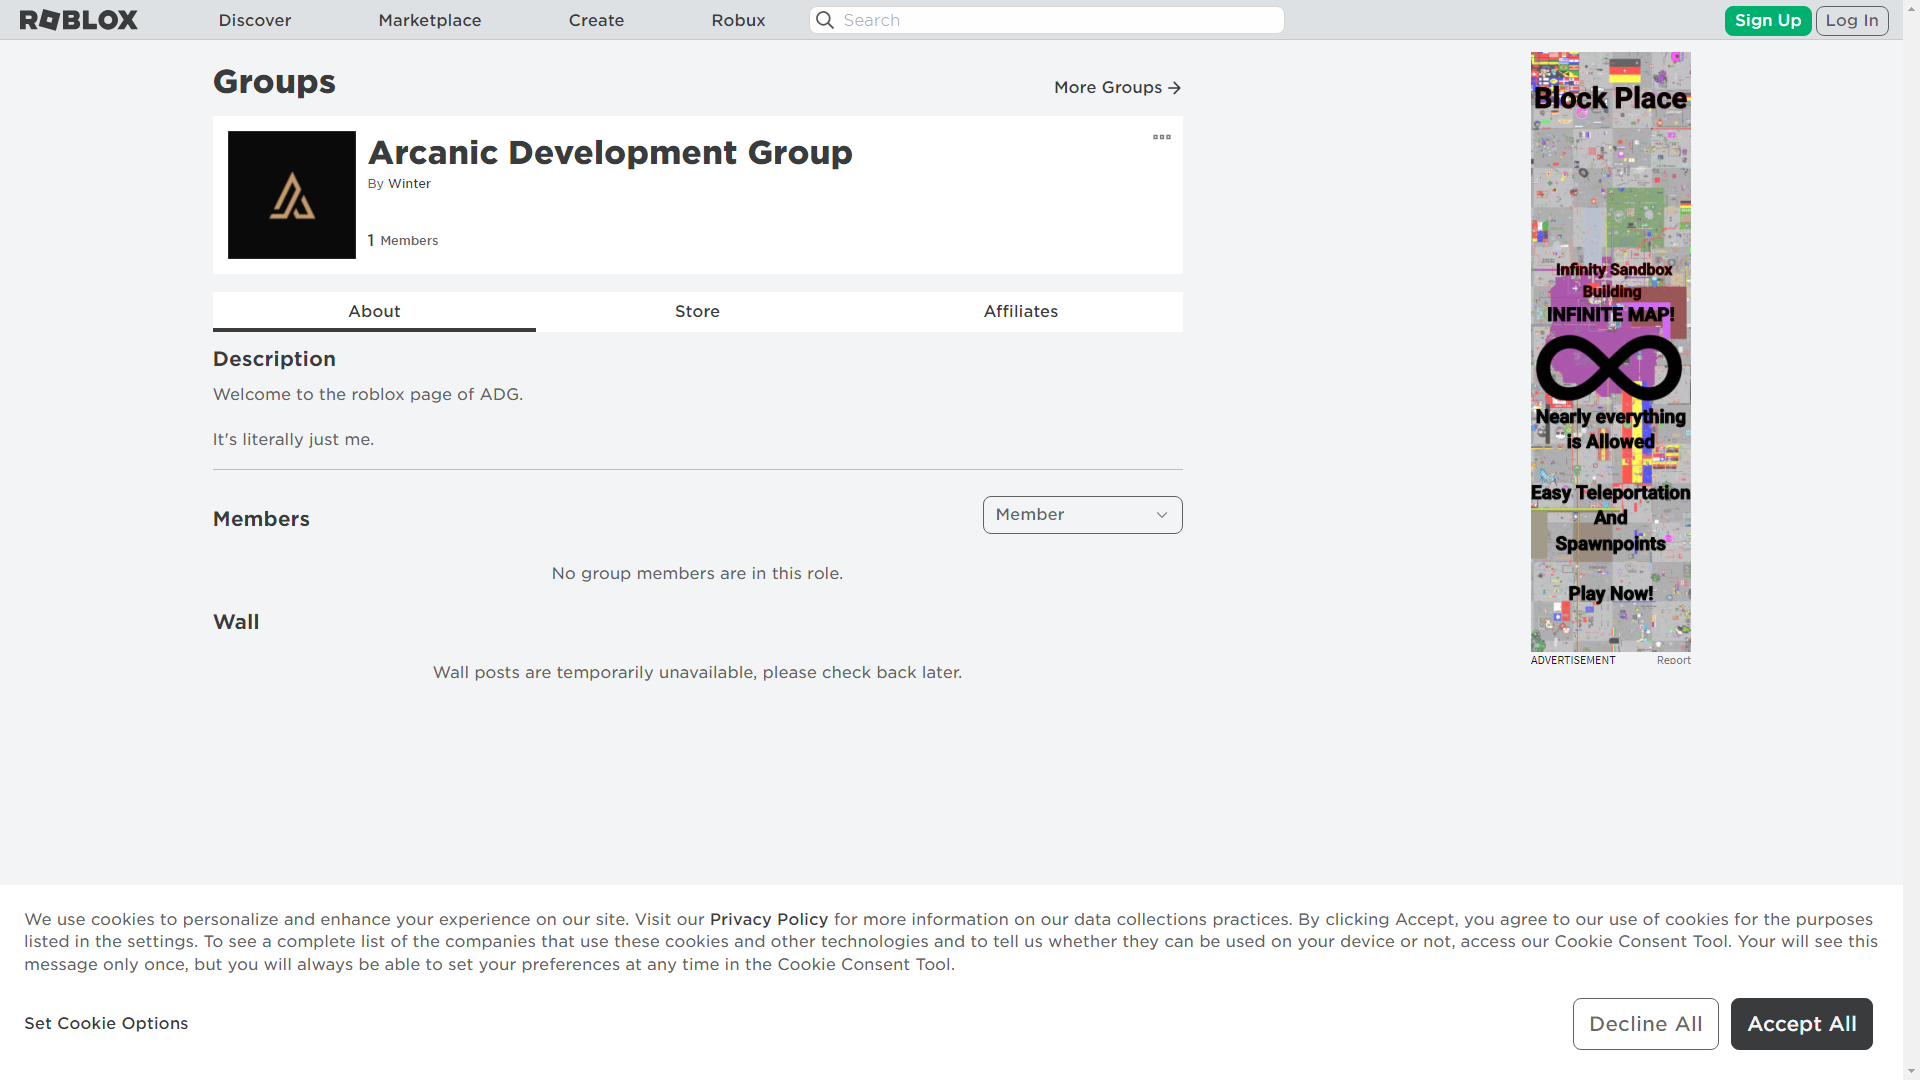 ROBLOX
Discover
Marketplace
Create
Robux
Search
Sign Up
Log In
Groups
More Groups
Arcanic Development Group
By Winter
1 Members
About
Store
Affiliates
Description
Welcome to the roblox page of ADG.
It's literally just me.
Members
Member
No group members are in this role.
Wall
Wall posts are temporarily unavailable, please check back later.
Block Place
Infinity Sandbox
Building
INFINITE MAP!
Nearly everything
is Allowed
Easy Teleportation
And
Spawnpoints
Play Now!
ADVERTISEMENT
Report
We use cookies to personalize and enhance your experience on our site. Visit our Privacy Policy for more information on our data collections practices. By clicking Accept, you agree to our use of cookies for the purposes
listed in the settings. To see a complete list of the companies that use these cookies and other technologies and to tell us whether they can be used on your device or not, access our Cookie Consent Tool. Your will see this
message only once, but you will always be able to set your preferences at any time in the Cookie Consent Tool.
Set Cookie Options
Decline All
Accept All